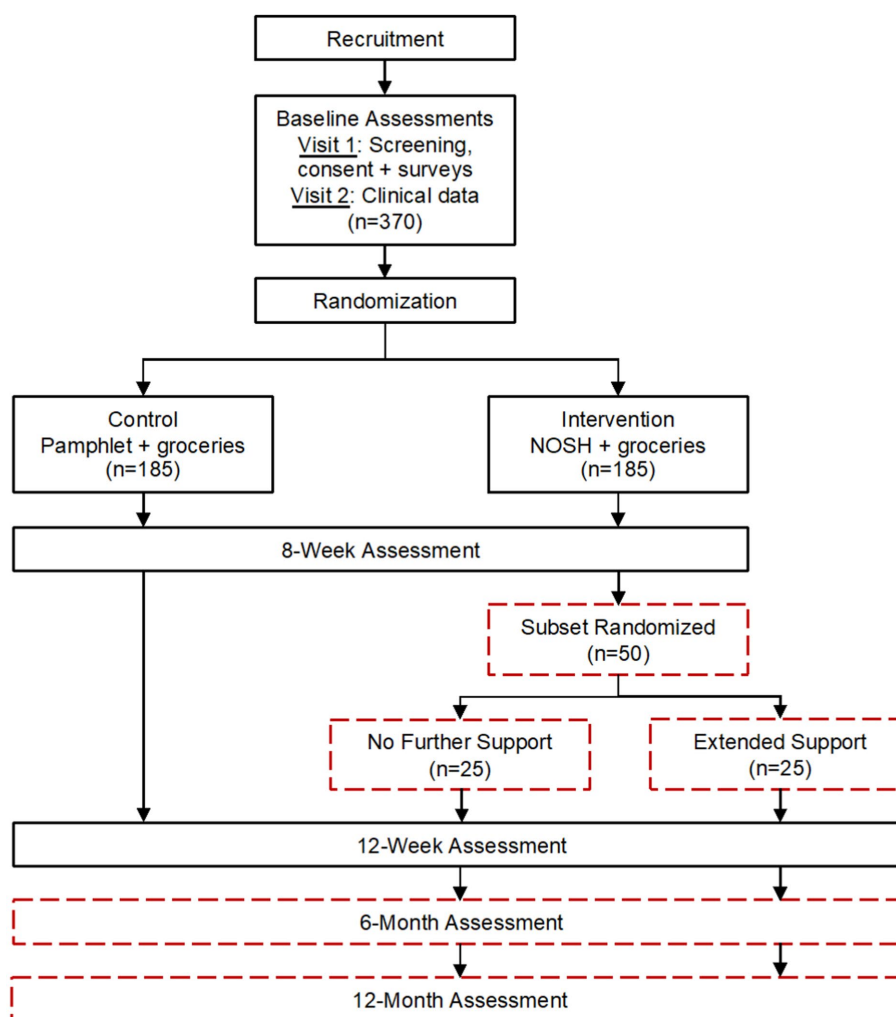 Recruitment
Baseline Assessments
Visit 1: Screening,
consent + surveys
Visit 2: Clinical data
(n=370)
Randomization
Control
Pamphlet + groceries
(n=185)
Intervention
NOSH + groceries
(n=185)
8-Week Assessment
Subset Randomized
(n=50)
No Further Support
(n=25)
Extended Support
(n=25)
12-Week Assessment
6-Month Assessment
12-Month Assessment